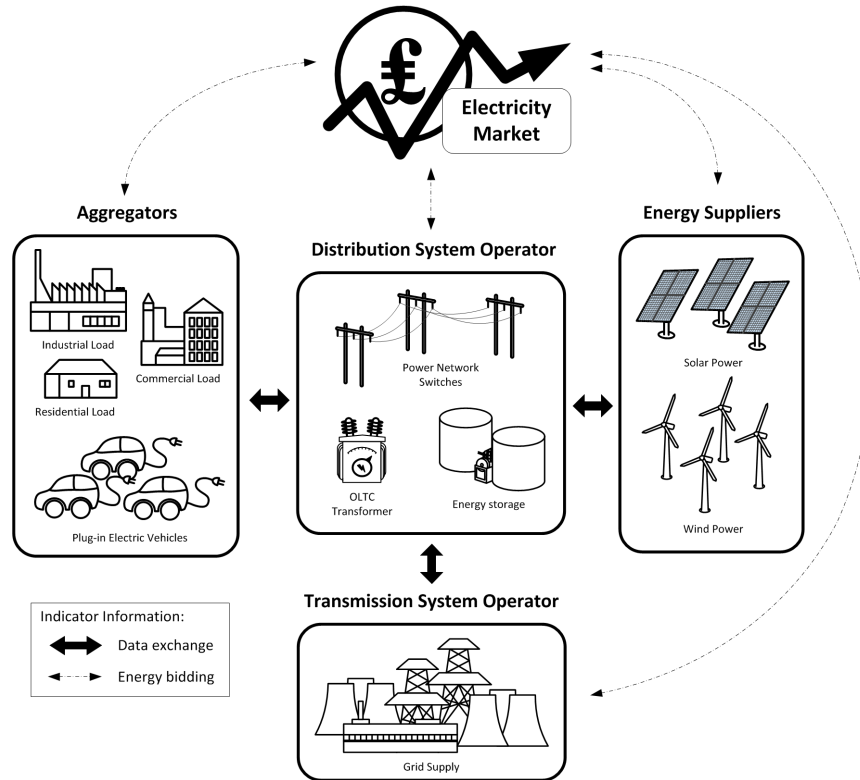 £
Electricity
Market
Aggregators
Energy Suppliers
Distribution System Operator
Industrial Load
Commercial Load
Residential Load
Plug-in Electric Vehicles
Power Network
Switches
OLTC
Transformer
Energy storage
Solar Power
Wind Power
Transmission System Operator
Grid Supply
Indicator Information:
Data exchange
Energy bidding